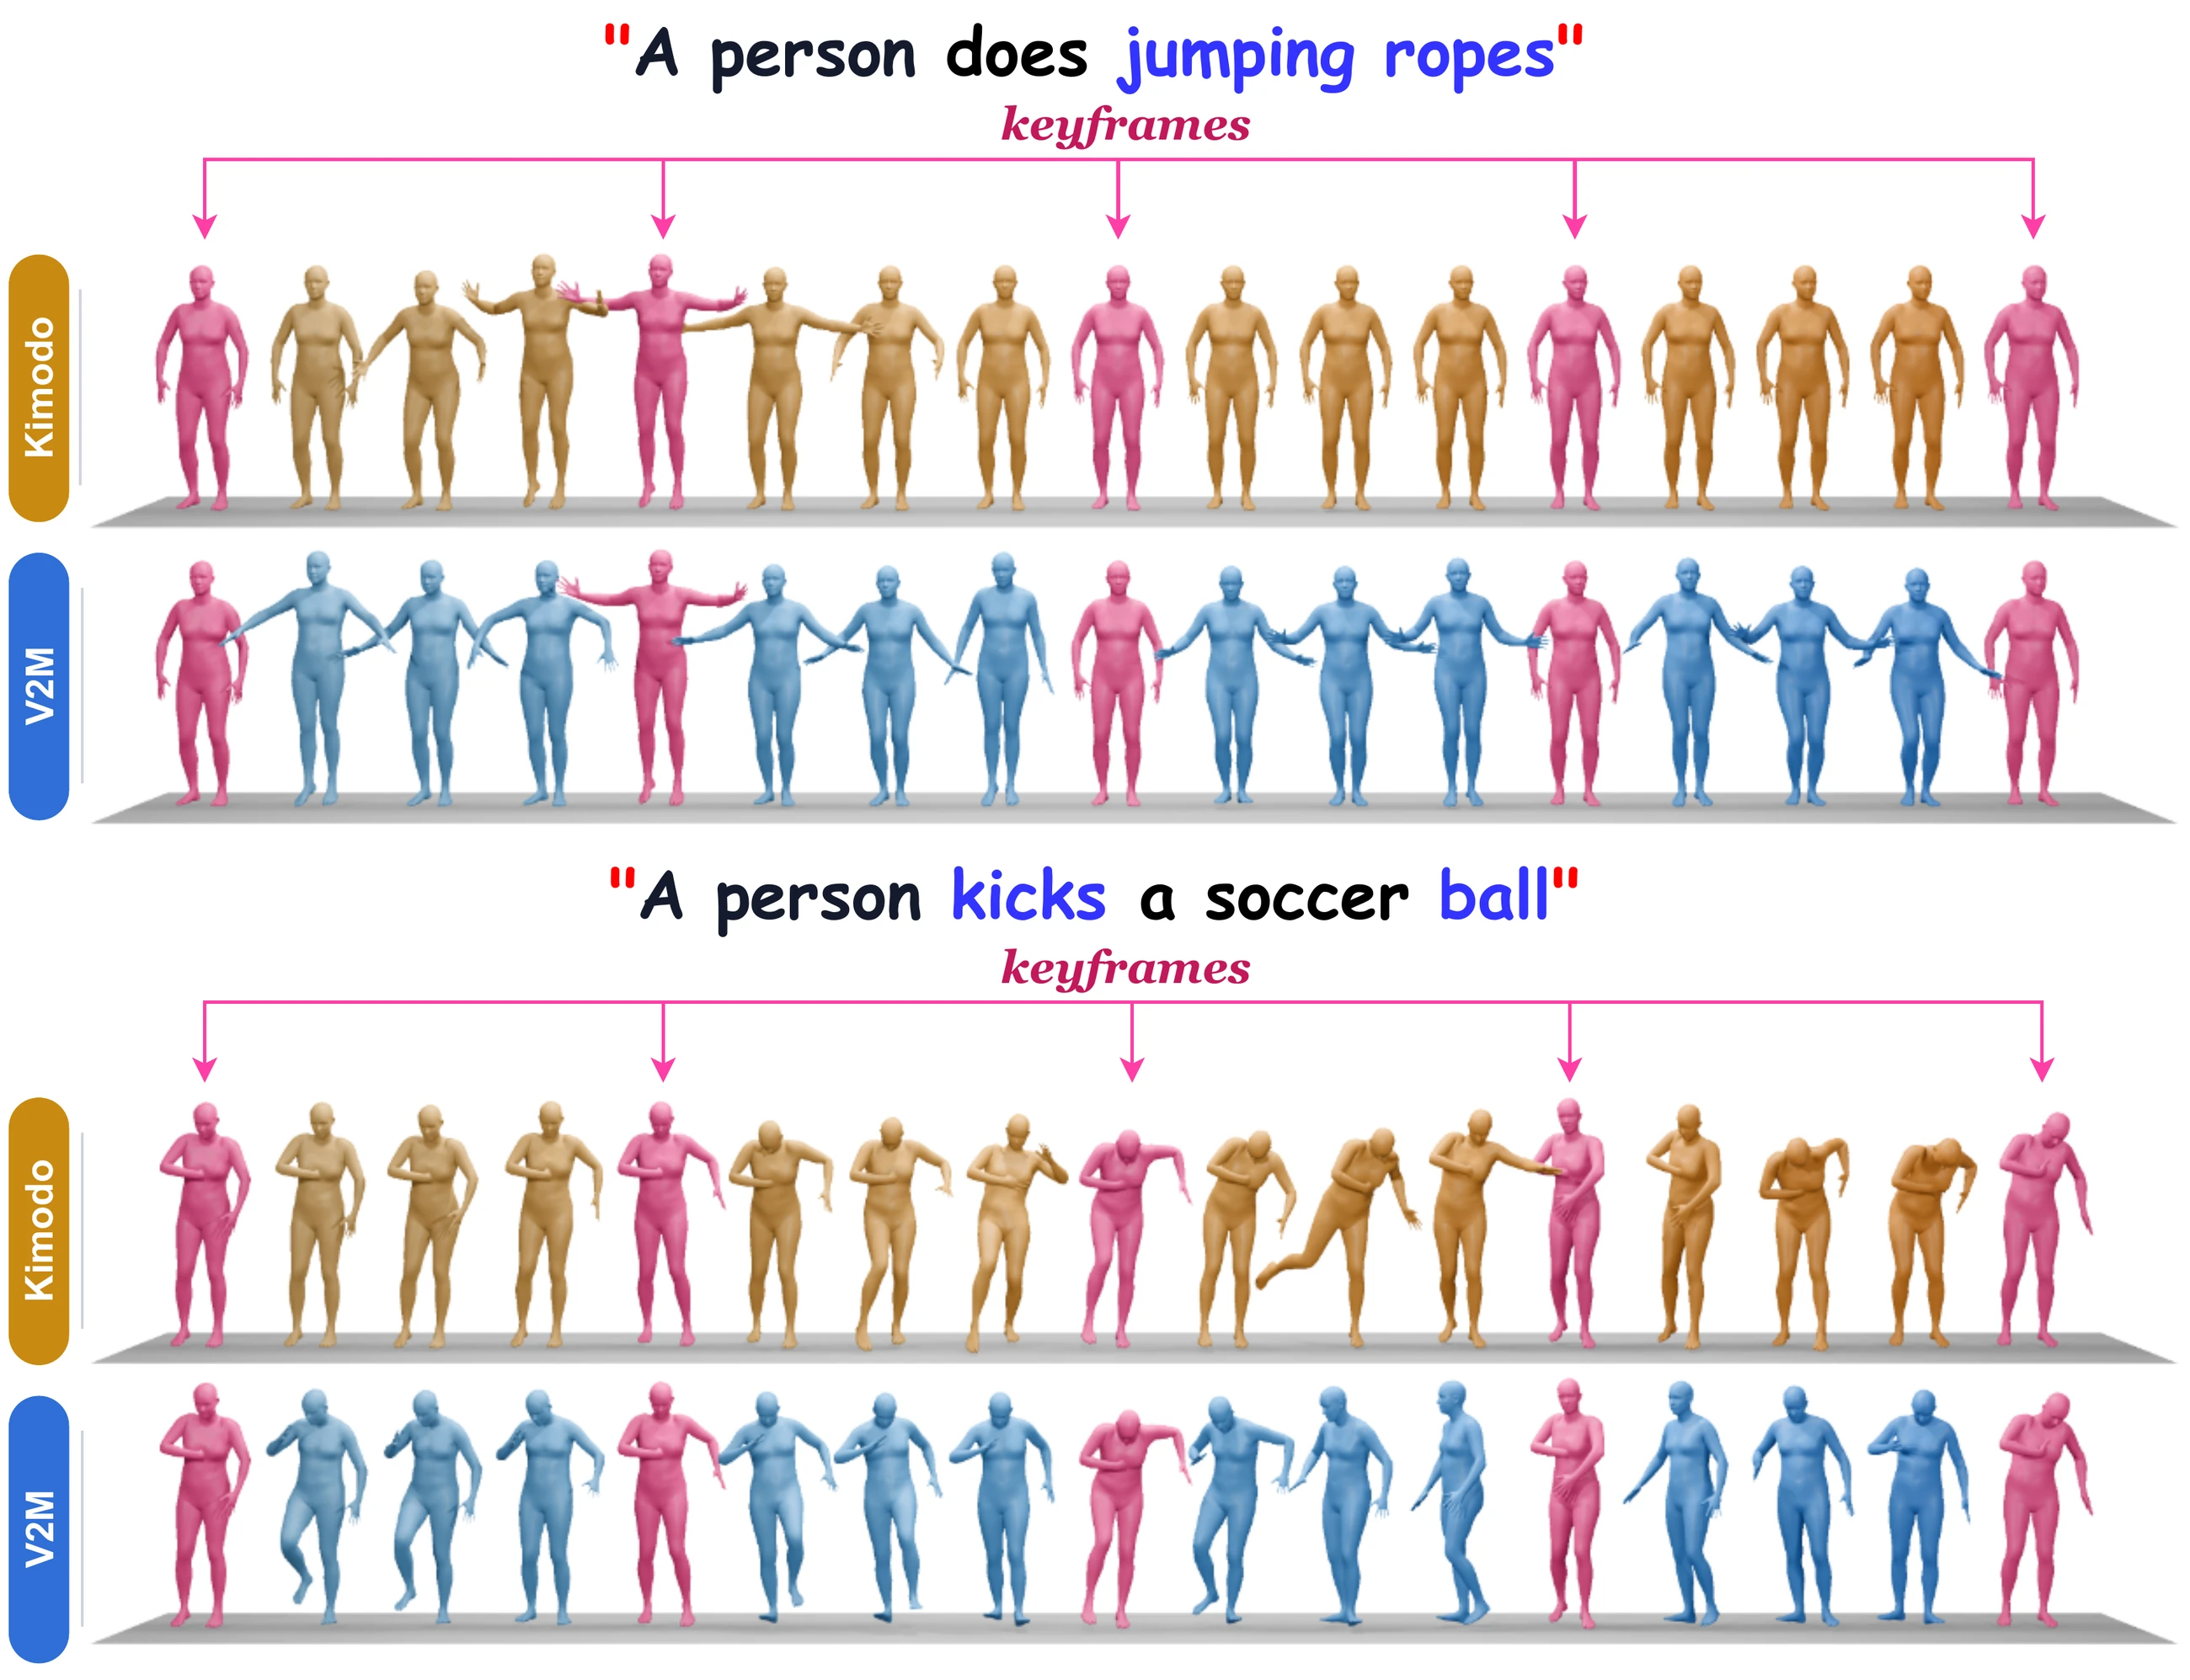 "A person does jumping ropes"
keyframes
Kimodo
V2M
"A person kicks a soccer ball"
keyframes
Kimodo
V2M